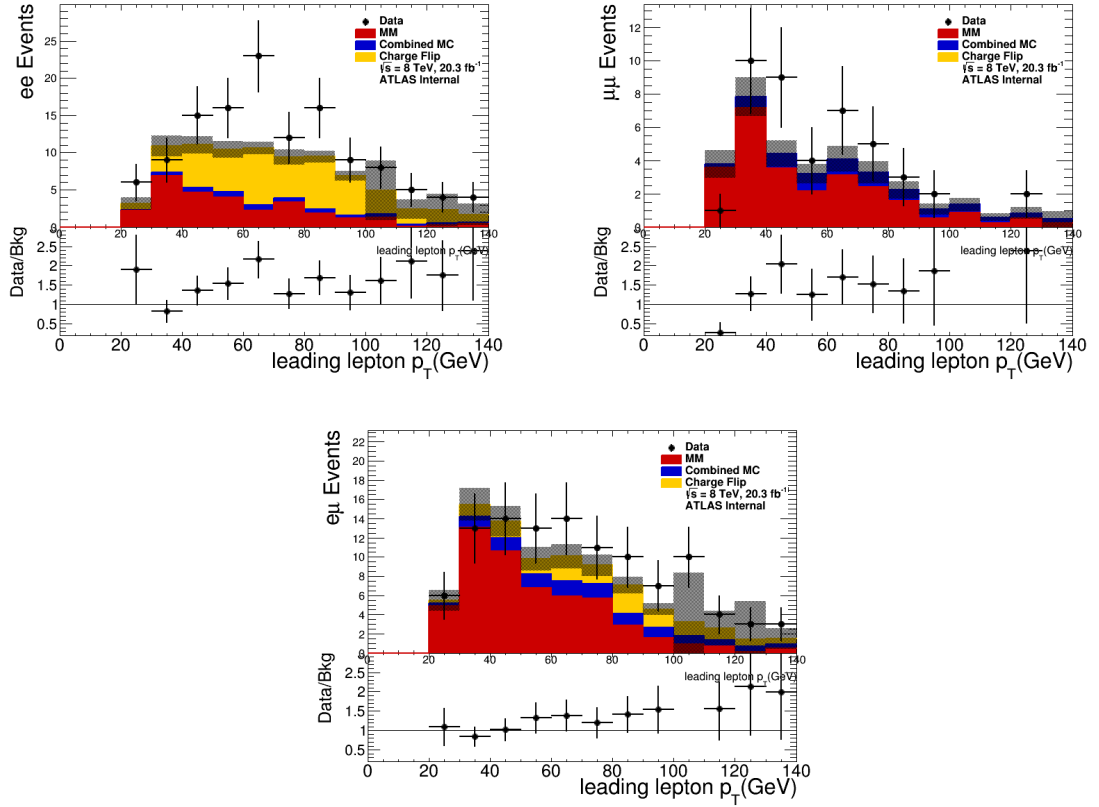 ee Events
25
20
15
10
5
0
Data
MM
Combined MC
Charge Flip
√s = 8 TeV, 20.3 fb⁻¹
ATLAS Internal
0 20 40 60 80 100 120 140
leading lepton p_T(GeV)
Data/Bkg
2.5
2
1.5
1
0.5
0 20 40 60 80 100 120 140
leading lepton p_T(GeV)
μμ Events
12
10
8
6
4
2
0
Data
MM
Combined MC
Charge Flip
√s = 8 TeV, 20.3 fb⁻¹
ATLAS Internal
0 20 40 60 80 100 120 140
leading lepton p_T(GeV)
Data/Bkg
2.5
2
1.5
1
0.5
0 20 40 60 80 100 120 140
leading lepton p_T(GeV)
eμ Events
22
20
18
16
14
12
10
8
6
4
2
0
Data
MM
Combined MC
Charge Flip
√s = 8 TeV, 20.3 fb⁻¹
ATLAS Internal
0 20 40 60 80 100 120 140
leading lepton p_T(GeV)
Data/Bkg
2.5
2
1.5
1
0.5
0 20 40 60 80 100 120 140
leading lepton p_T(GeV)